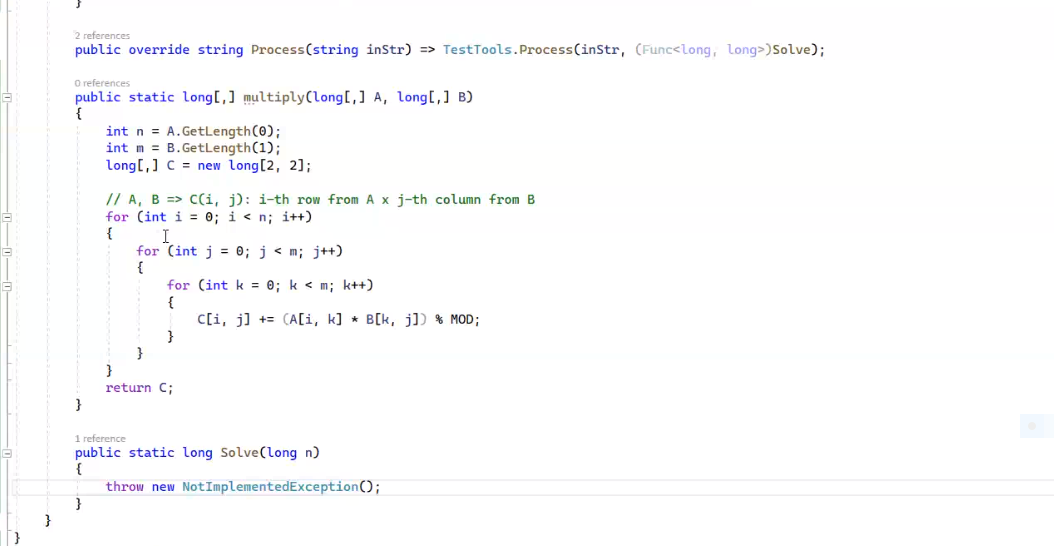 }
2 references
public override string Process(string inStr) => TestTools.Process(inStr, (Func<long, long>)Solve);
0 references
public static long[,] multiply(long[,] A, long[,] B)
{
int n = A.GetLength(0);
int m = B.GetLength(1);
long[,] C = new long[2, 2];
// A, B => C(i, j): i-th row from A x j-th column from B
for (int i = 0; i < n; i++)
{
for (int j = 0; j < m; j++)
{
for (int k = 0; k < m; k++)
{
C[i, j] += (A[i, k] * B[k, j]) % MOD;
}
}
}
return C;
}
1 reference
public static long Solve(long n)
{
throw new NotImplementedException();
}
}
}